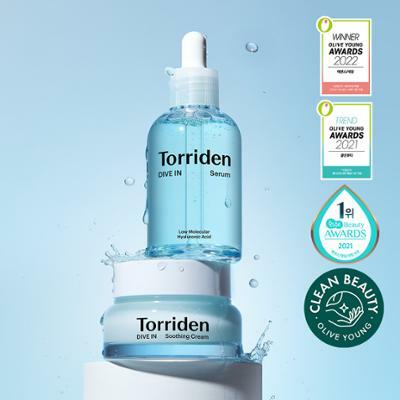 Torriden
DIVE IN Serum
Low Molecular
Hyaluronic Acid
Torriden
DIVE IN Soothing Cream
WINNER
OLIVE YOUNG
AWARDS
2022
TREND
OLIVE YOUNG
AWARDS
2021
1위
Beauty
AWARDS
2021
CLEAN BEAUTY
OLIVE YOUNG